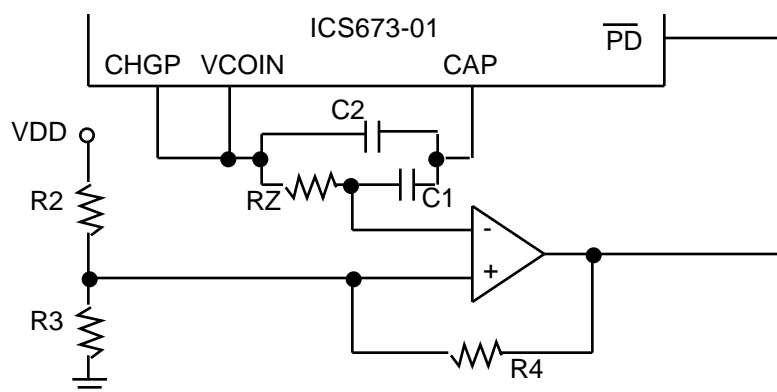 ICS673-01
PD
CHGP VCOIN CAP
C2
VDD
R2
RZ
C1
-
+
R3
R4